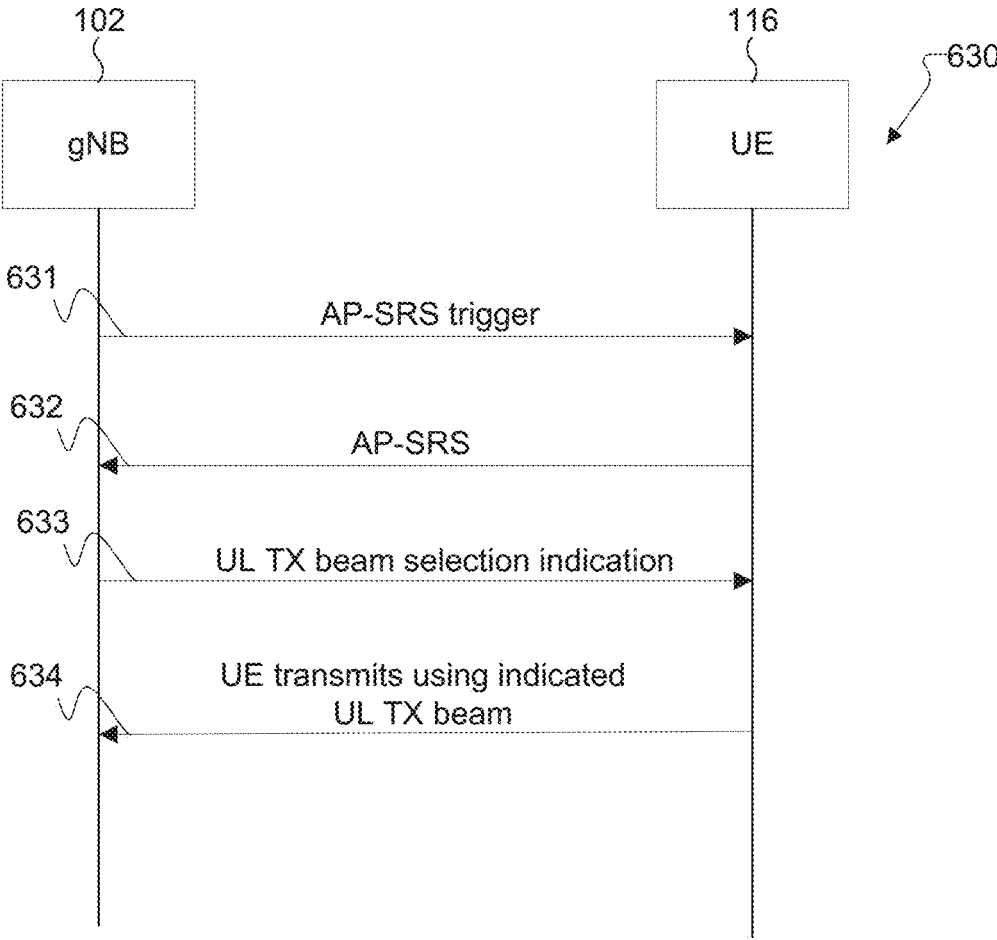 102
116
630
gNB
UE
631
AP-SRS trigger
632
AP-SRS
633
UL TX beam selection indication
634
UE transmits using indicated
UL TX beam